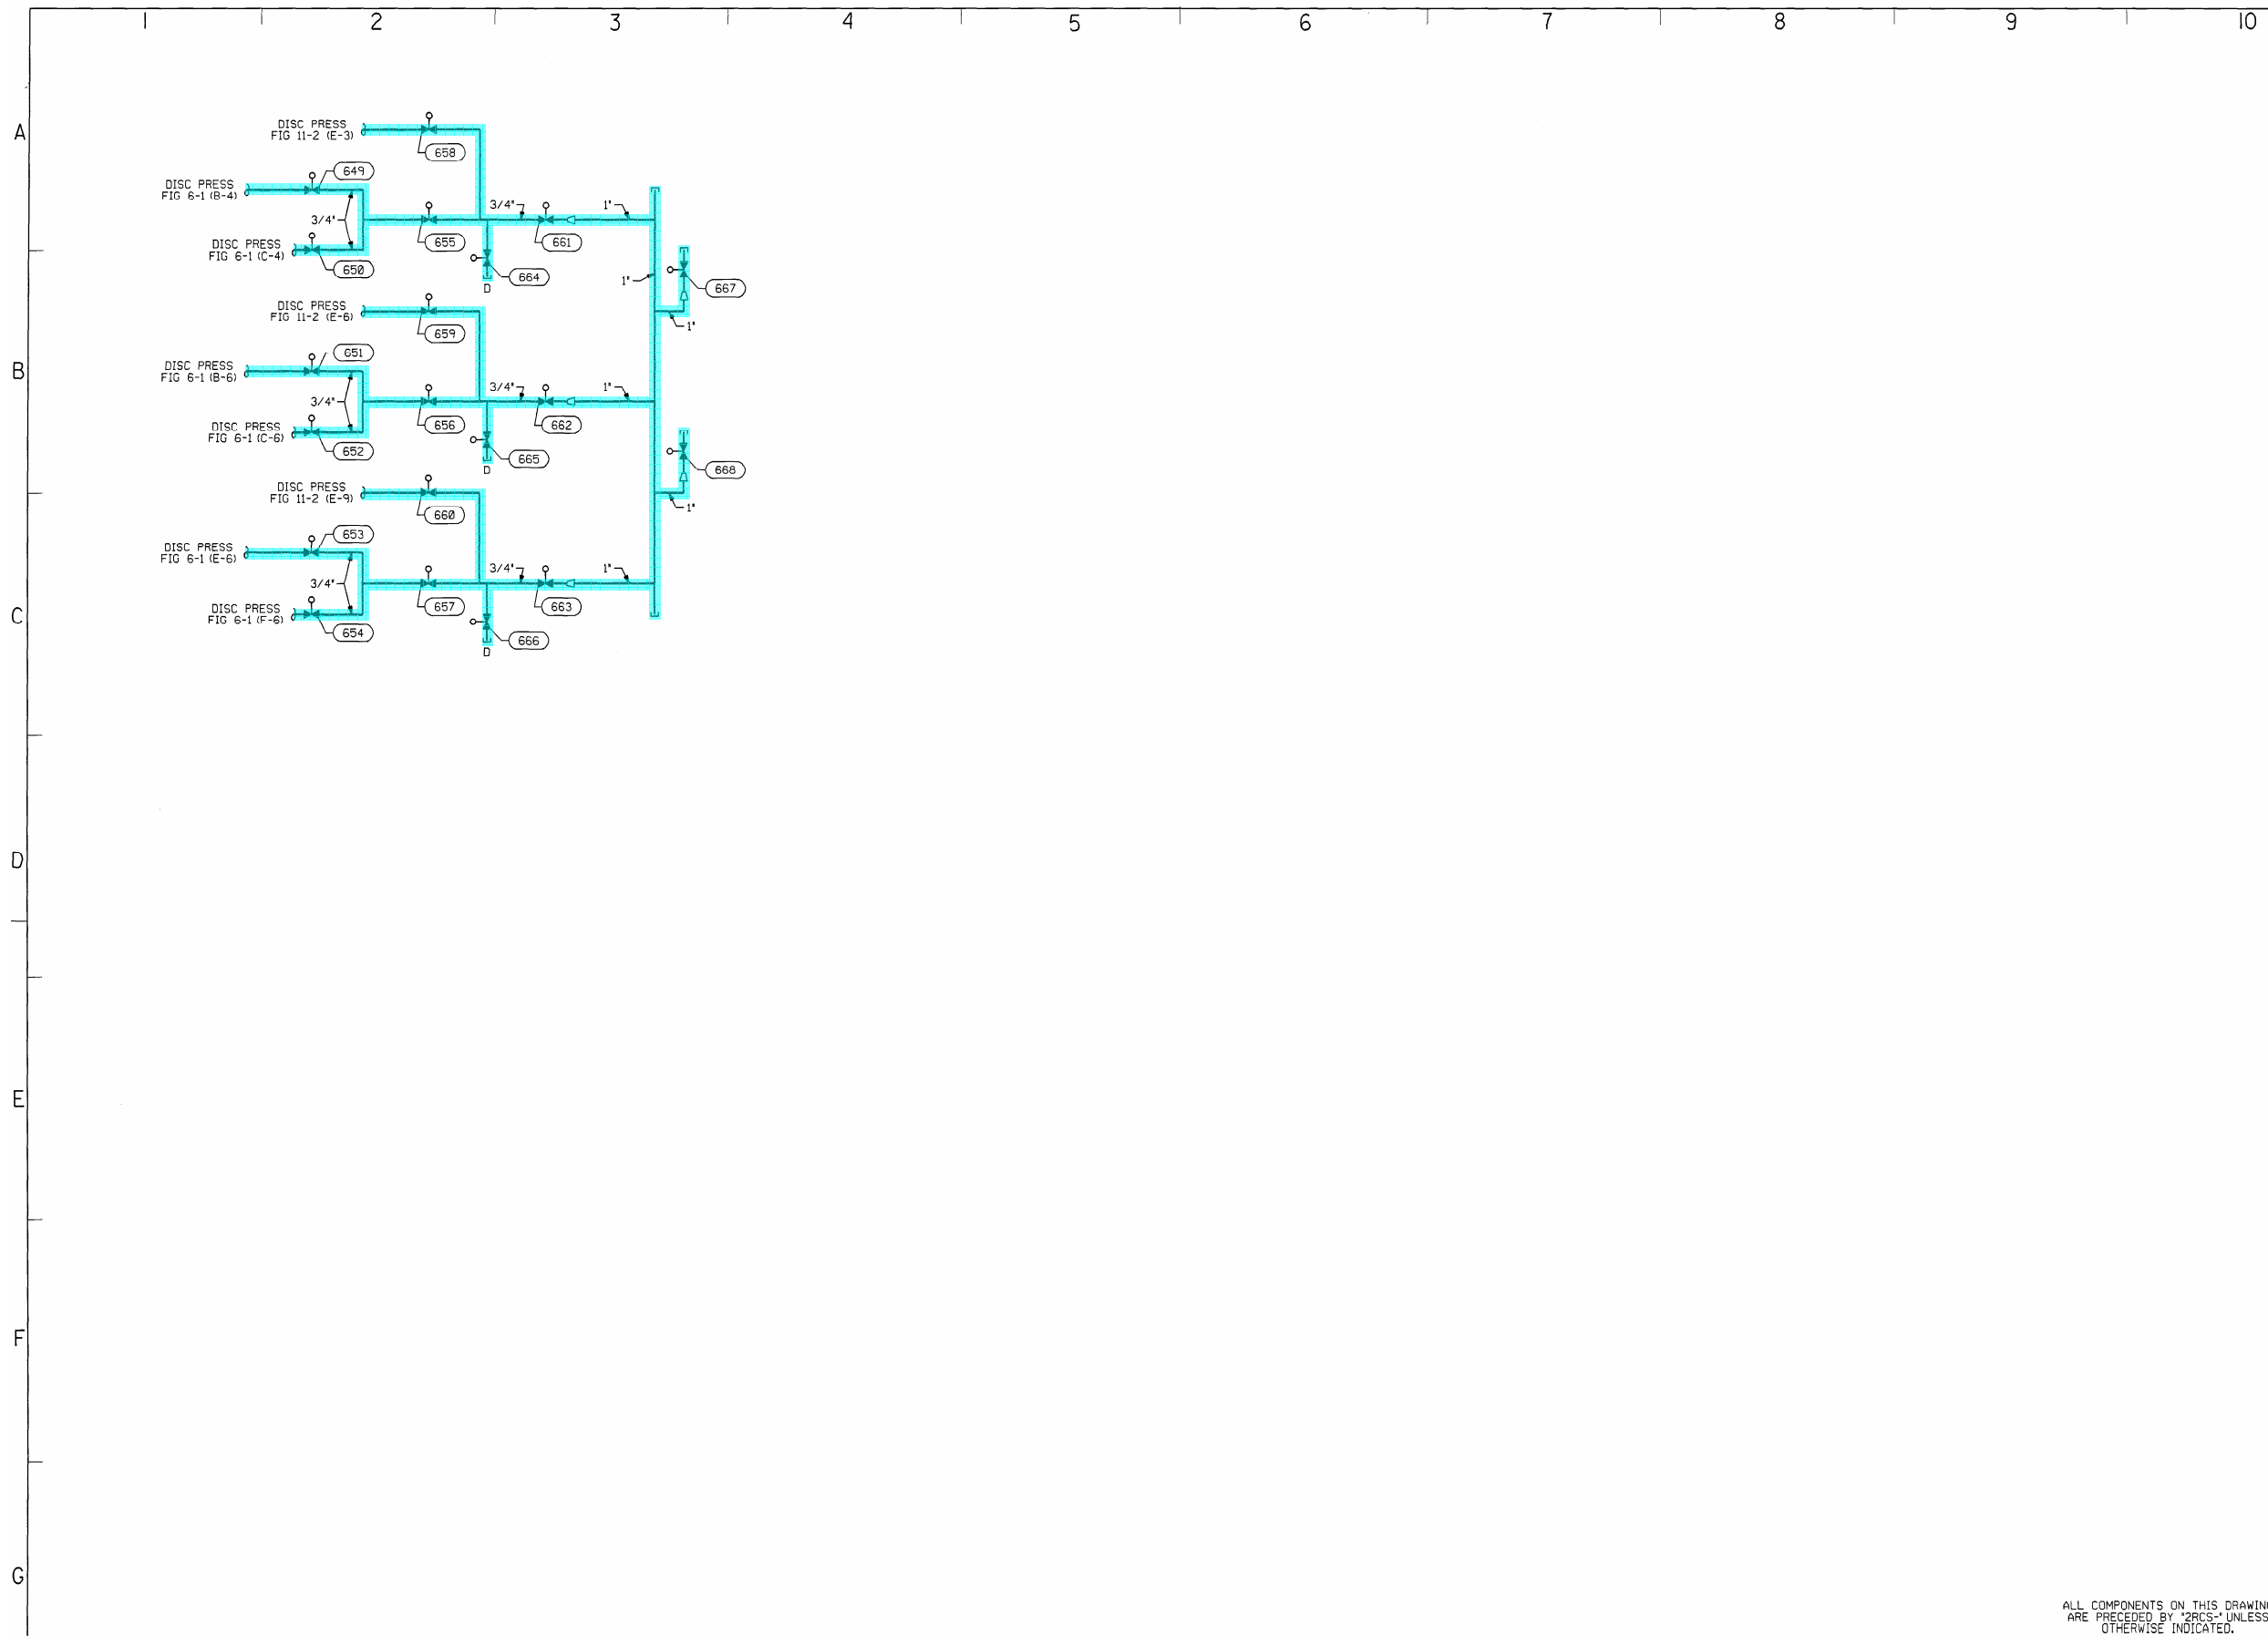 1 2 3 4 5 6 7 8 9 10
A
DISC PRESS
FIG 11-2 (E-3)
658
649
DISC PRESS
FIG 6-1 (B-4)
3/4"
3/4"
1"
655
661
DISC PRESS
FIG 6-1 (C-4)
650
664
D
1"
667
1"
DISC PRESS
FIG 11-2 (E-6)
659
B
651
DISC PRESS
FIG 6-1 (B-6)
3/4"
3/4"
1"
656
662
DISC PRESS
FIG 6-1 (C-6)
652
665
D
668
1"
DISC PRESS
FIG 11-2 (E-9)
660
653
DISC PRESS
FIG 6-1 (E-6)
3/4"
3/4"
1"
657
663
C
DISC PRESS
FIG 6-1 (F-6)
654
666
D
D
E
F
G
ALL COMPONENTS ON THIS DRAWING
ARE PRECEDED BY "2RCS-" UNLESS
OTHERWISE INDICATED.